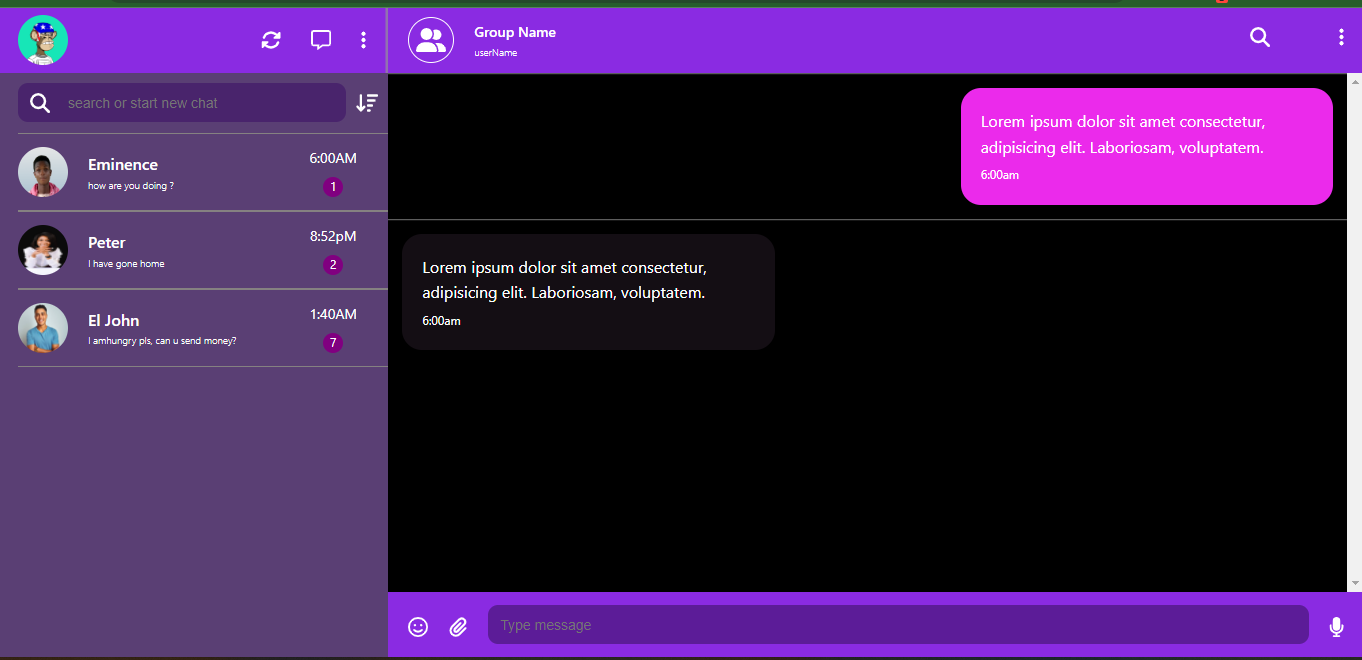 Group Name
userName
search or start new chat
Eminence
6:00AM
how are you doing ?
1
Peter
8:52pM
I have gone home
2
El John
1:40AM
I amhungry pls, can u send money?
7
Lorem ipsum dolor sit amet consectetur,
adipisicing elit. Laboriosam, voluptatem.
6:00am
Lorem ipsum dolor sit amet consectetur,
adipisicing elit. Laboriosam, voluptatem.
6:00am
Type message